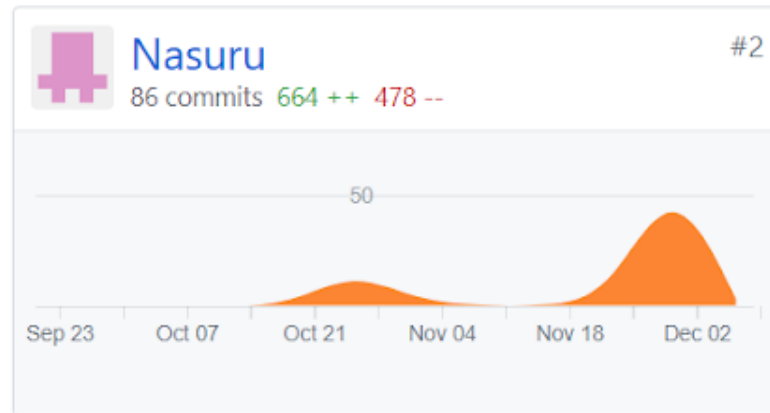 Nasuru #2
86 commits 664 ++ 478 --
50
Sep 23 Oct 07 Oct 21 Nov 04 Nov 18 Dec 02